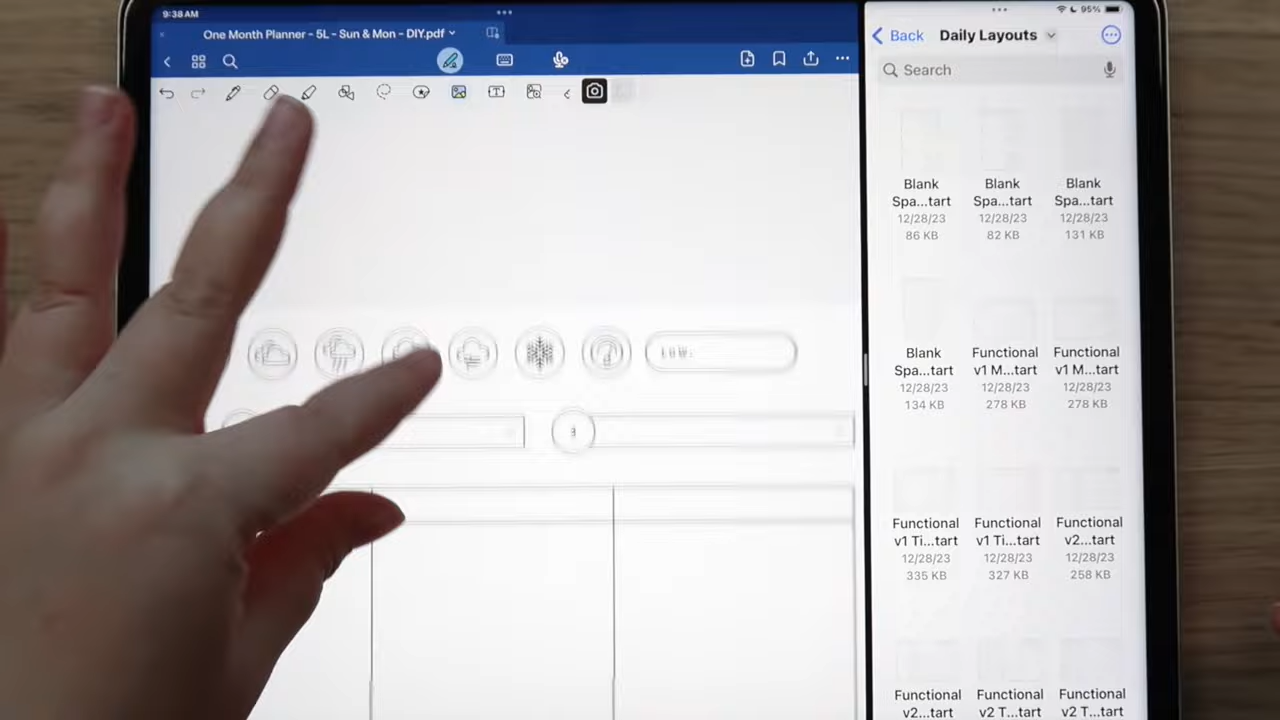 9:38 AM
95%
One Month Planner - 5L - Sun & Mon - DIY.pdf
Back
Daily Layouts
Search
Blank Spa...tart
12/28/23
86 KB
Blank Spa...tart
12/28/23
82 KB
Blank Spa...tart
12/28/23
131 KB
Blank Spa...tart
12/28/23
134 KB
Functional v1 M...tart
12/28/23
278 KB
Functional v1 M...tart
12/28/23
278 KB
Functional v1 Ti...tart
12/28/23
335 KB
Functional v1 Ti...tart
12/28/23
327 KB
Functional v2...tart
12/28/23
258 KB
Functional v2...tart
Functional v2 T...tart
Functional v2 T...tart